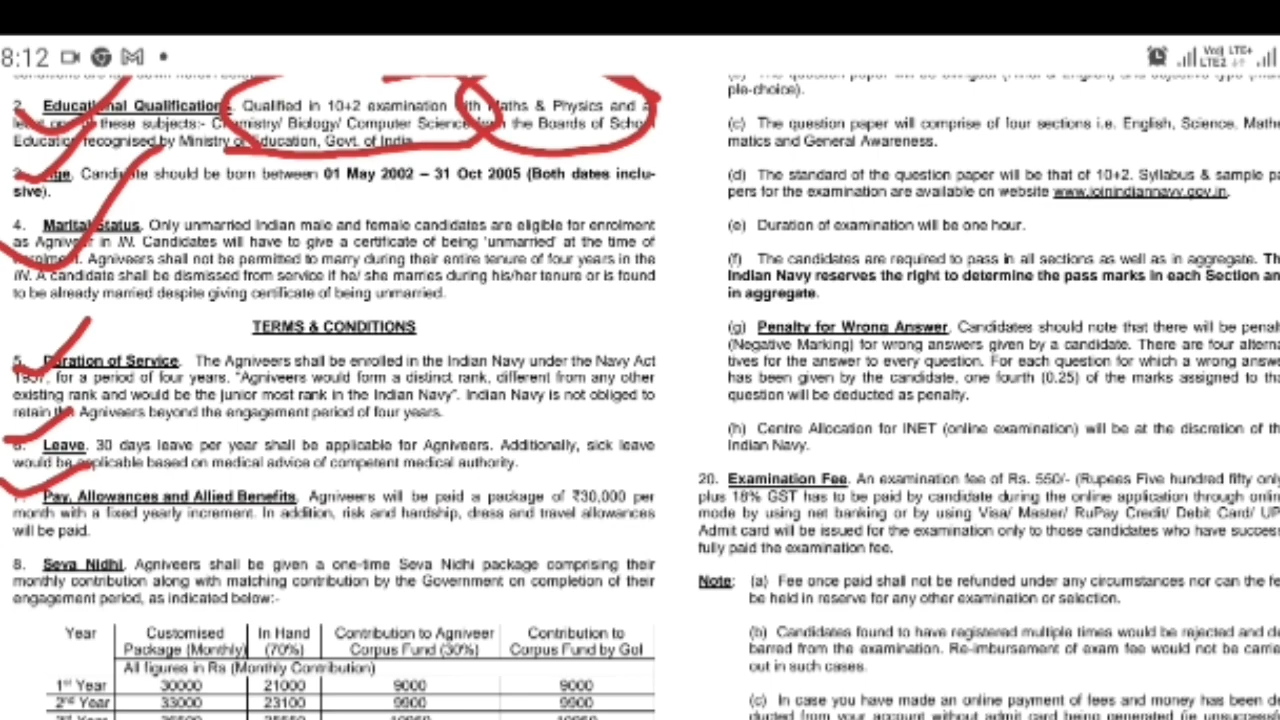 8:12
VoLTE LTE+
LTE2
2. Educational Qualifications. Qualified in 10+2 examination with Maths & Physics and at
least one of these subjects:- Chemistry/ Biology/ Computer Science from the Boards of School
Education recognised by Ministry of Education, Govt. of India.
3. Age. Candidate should be born between 01 May 2002 – 31 Oct 2005 (Both dates inclu-
sive).
4. Marital Status. Only unmarried Indian male and female candidates are eligible for enrolment
as Agniveer in IN. Candidates will have to give a certificate of being 'unmarried' at the time of
enrolment. Agniveers shall not be permitted to marry during their entire tenure of four years in the
IN. A candidate shall be dismissed from service if he/ she marries during his/her tenure or is found
to be already married despite giving certificate of being unmarried.
TERMS & CONDITIONS
5. Duration of Service. The Agniveers shall be enrolled in the Indian Navy under the Navy Act
1957, for a period of four years. "Agniveers would form a distinct rank, different from any other
existing rank and would be the junior most rank in the Indian Navy". Indian Navy is not obliged to
retain the Agniveers beyond the engagement period of four years.
6. Leave. 30 days leave per year shall be applicable for Agniveers. Additionally, sick leave
would be applicable based on medical advice of competent medical authority.
7. Pay, Allowances and Allied Benefits. Agniveers will be paid a package of ₹30,000 per
month with a fixed yearly increment. In addition, risk and hardship, dress and travel allowances
will be paid.
8. Seva Nidhi. Agniveers shall be given a one-time Seva Nidhi package comprising their
monthly contribution along with matching contribution by the Government on completion of their
engagement period, as indicated below:-
Year Customised Package (Monthly) In Hand (70%) Contribution to Agniveer Corpus Fund (30%) Contribution to Corpus Fund by GoI
All figures in Rs (Monthly Contribution)
1st Year 30000 21000 9000 9000
2nd Year 33000 23100 9900 9900
ple-choice).
(c) The question paper will comprise of four sections i.e. English, Science, Mathe
matics and General Awareness.
(d) The standard of the question paper will be that of 10+2. Syllabus & sample pa
pers for the examination are available on website www.joinindiannavy.gov.in.
(e) Duration of examination will be one hour.
(f) The candidates are required to pass in all sections as well as in aggregate. Th
Indian Navy reserves the right to determine the pass marks in each Section an
in aggregate.
(g) Penalty for Wrong Answer. Candidates should note that there will be penal
(Negative Marking) for wrong answers given by a candidate. There are four alterna
tives for the answer to every question. For each question for which a wrong answ
has been given by the candidate, one fourth (0.25) of the marks assigned to tha
question will be deducted as penalty.
(h) Centre Allocation for INET (online examination) will be at the discretion of th
Indian Navy.
20. Examination Fee. An examination fee of Rs. 550/- (Rupees Five hundred fifty only
plus 18% GST has to be paid by candidate during the online application through onlin
mode by using net banking or by using Visa/ Master/ RuPay Credit/ Debit Card/ UP
Admit card will be issued for the examination only to those candidates who have success
fully paid the examination fee.
Note: (a) Fee once paid shall not be refunded under any circumstances nor can the fe
be held in reserve for any other examination or selection.
(b) Candidates found to have registered multiple times would be rejected and de
barred from the examination. Re-imbursement of exam fee would not be carrie
out in such cases.
(c) In case you have made an online payment of fees and money has been d
ducted from your account without admit card being generated